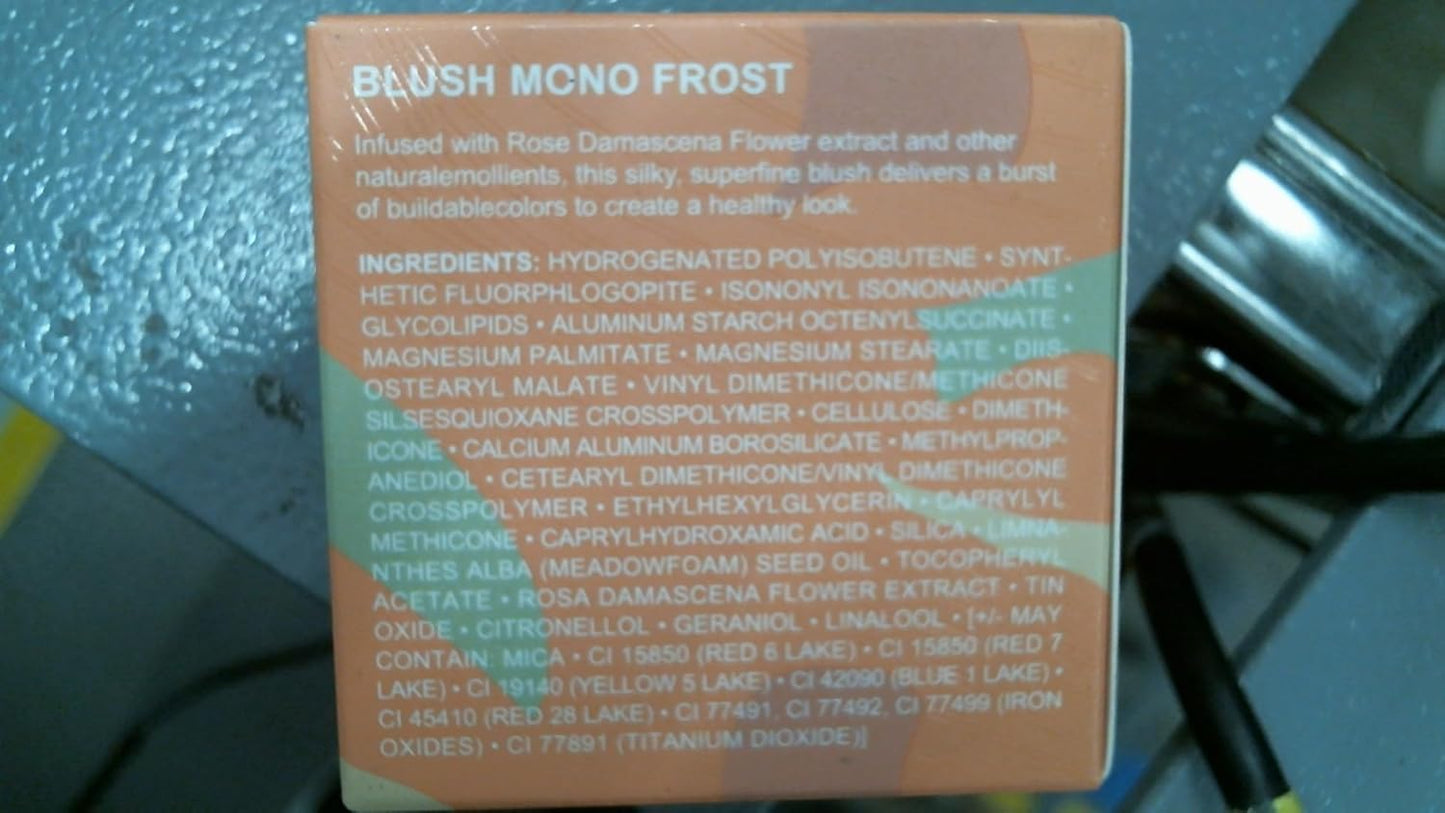 BLUSH MONO FROST
Infused with Rose Damascena Flower extract and other
naturalemollients, this silky, superfine blush delivers a burst
of buildablecolors to create a healthy look.
INGREDIENTS: HYDROGENATED POLYISOBUTENE • SYNT-
HETIC FLUORPHLOGOPITE • ISONONYL ISONONANOATE •
GLYCOLIPIDS • ALUMINUM STARCH OCTENYLSUCCINATE •
MAGNESIUM PALMITATE • MAGNESIUM STEARATE • DIIS-
OSTEARYL MALATE • VINYL DIMETHICONE/METHICONE
SILSESQUIOXANE CROSSPOLYMER • CELLULOSE • DIMETH-
ICONE • CALCIUM ALUMINUM BOROSILICATE • METHYLPROP-
ANEDIOL • CETEARYL DIMETHICONE/VINYL DIMETHICONE
CROSSPOLYMER • ETHYLHEXYLGLYCERIN • CAPRYLYL
METHICONE • CAPRYLHYDROXAMIC ACID • SILICA • LIMNA-
NTHES ALBA (MEADOWFOAM) SEED OIL • TOCOPHERYL
ACETATE • ROSA DAMASCENA FLOWER EXTRACT • TIN
OXIDE • CITRONELLOL • GERANIOL • LINALOOL • [+/- MAY
CONTAIN: MICA • CI 15850 (RED 6 LAKE) • CI 15850 (RED 7
LAKE) • CI 19140 (YELLOW 5 LAKE) • CI 42090 (BLUE 1 LAKE) •
CI 45410 (RED 28 LAKE) • CI 77491, CI 77492, CI 77499 (IRON
OXIDES) • CI 77891 (TITANIUM DIOXIDE)]